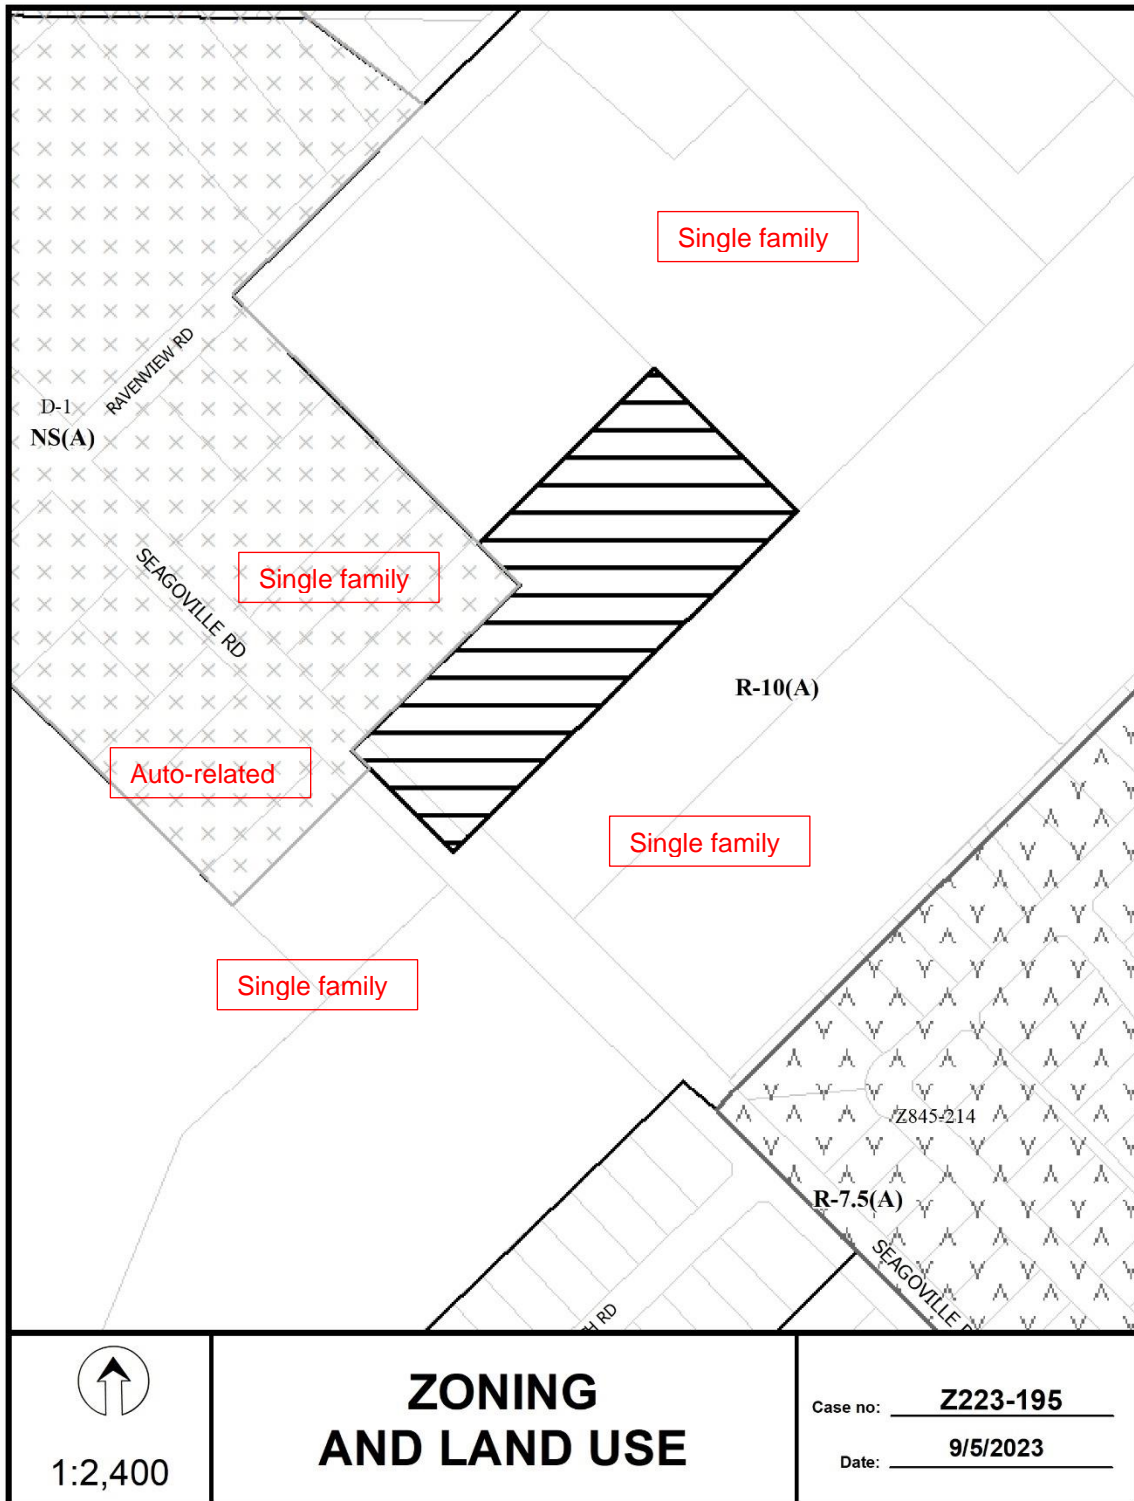 Single family
RAVENVIEW RD
D-1
NS(A)
SEAGOVILLE RD
Single family
R-10(A)
Auto-related
Single family
Single family
Z845-214
R-7.5(A)
SEAGOVILLE
RD
1:2,400
ZONING
AND LAND USE
Case no: Z223-195
Date: 9/5/2023